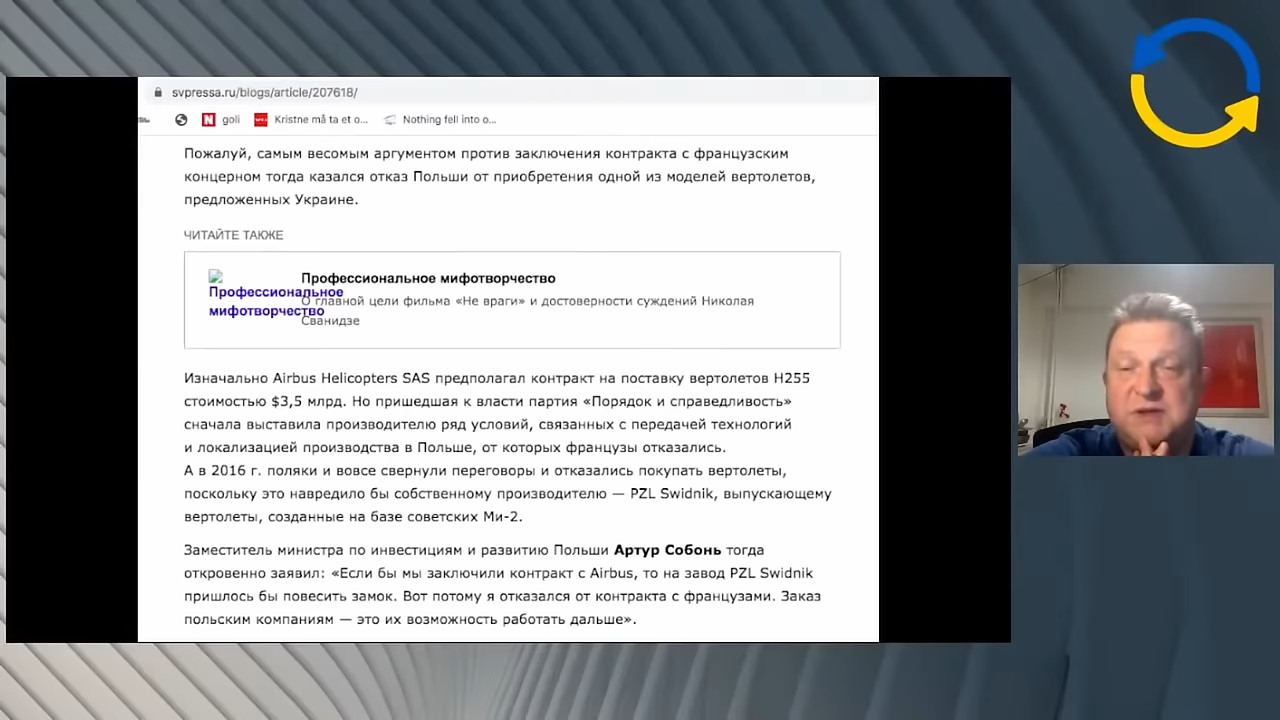 svpressa.ru/blogs/article/207618/
goli
Kristne må ta et o...
Nothing fell into o...
Пожалуй, самым весомым аргументом против заключения контракта с французским
концерном тогда казался отказ Польши от приобретения одной из моделей вертолетов,
предложенных Украине.
ЧИТАЙТЕ ТАКЖЕ
Профессиональное
мифотворчество
Профессиональное мифотворчество
О главной цели фильма «Не враги» и достоверности суждений Николая
Сванидзе
Изначально Airbus Helicopters SAS предполагал контракт на поставку вертолетов H255
стоимостью $3,5 млрд. Но пришедшая к власти партия «Порядок и справедливость»
сначала выставила производителю ряд условий, связанных с передачей технологий
и локализацией производства в Польше, от которых французы отказались.
А в 2016 г. поляки и вовсе свернули переговоры и отказались покупать вертолеты,
поскольку это навредило бы собственному производителю — PZL Swidnik, выпускающему
вертолеты, созданные на базе советских Ми-2.
Заместитель министра по инвестициям и развитию Польши Артур Собонь тогда
откровенно заявил: «Если бы мы заключили контракт с Airbus, то на завод PZL Swidnik
пришлось бы повесить замок. Вот потому я отказался от контракта с французами. Заказ
польским компаниям — это их возможность работать дальше».